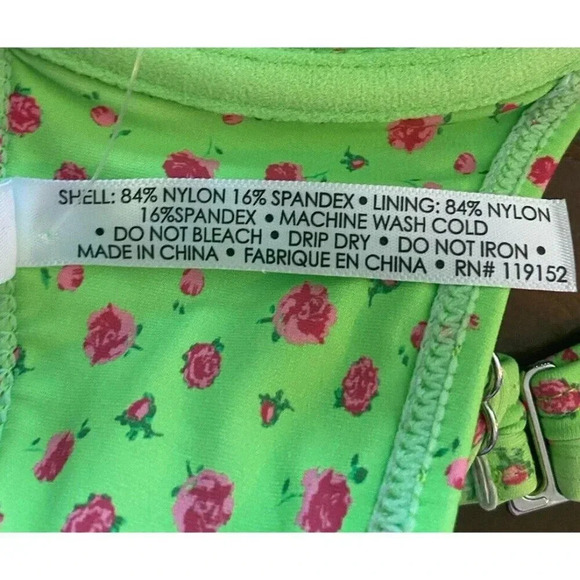 SHELL: 84% NYLON 16% SPANDEX • LINING: 84% NYLON
16%SPANDEX • MACHINE WASH COLD
• DO NOT BLEACH • DRIP DRY • DO NOT IRON •
MADE IN CHINA • FABRIQUE EN CHINA • RN# 119152